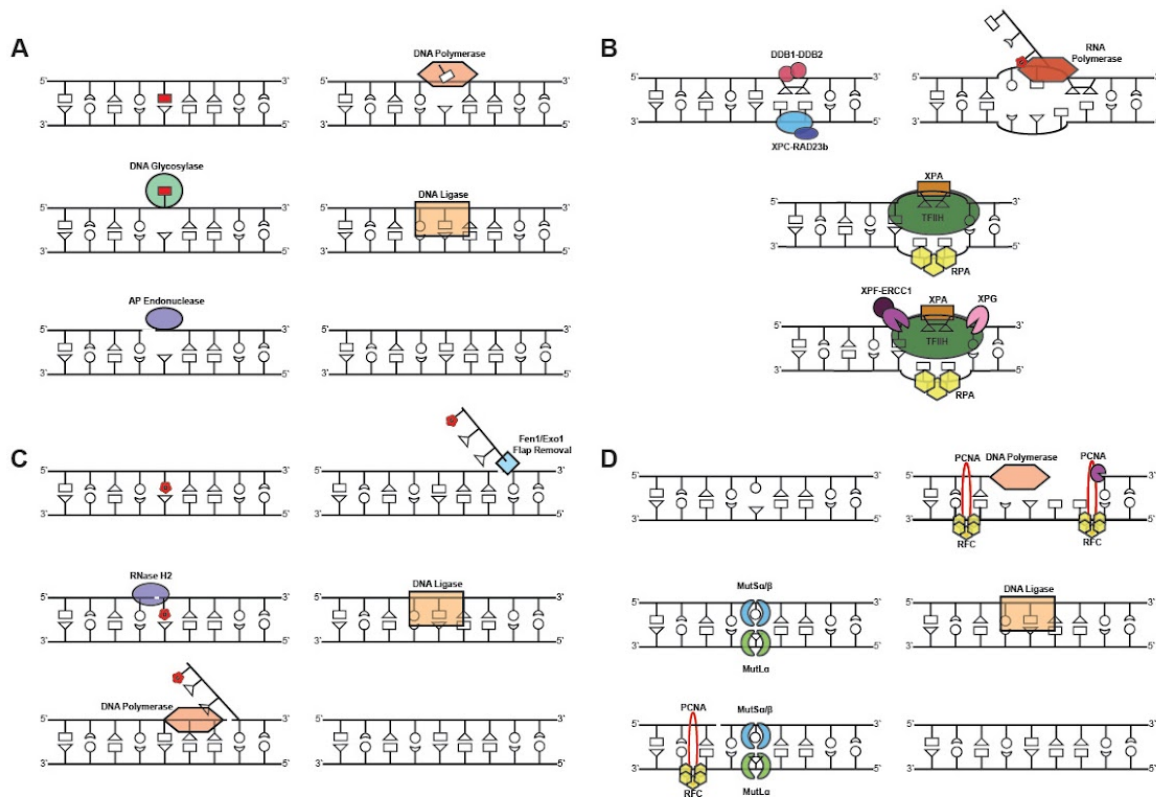 A
5' 3'
3' 5'
DNA Glycosylase
5' 3'
3' 5'
AP Endonuclease
5' 3'
3' 5'
DNA Polymerase
5' 3'
3' 5'
DNA Ligase
5' 3'
3' 5'
5' 3'
3' 5'
B
DDB1-DDB2
5' 3'
3' 5'
XPC-RAD23b
RNA
Polymerase
5' 3'
3' 5'
XPA
5' 3'
TFIIH
3' 5'
RPA
XPF-ERCC1
XPA
XPG
5' 3'
TFIIH
3' 5'
RPA
C
5' 3'
3' 5'
RNase H2
5' 3'
3' 5'
DNA Polymerase
5' 3'
3' 5'
Fen1/Exo1
Flap Removal
5' 3'
3' 5'
DNA Ligase
5' 3'
3' 5'
5' 3'
3' 5'
D
5' 3'
3' 5'
MutSα/β
5' 3'
3' 5'
MutLα
PCNA
MutSα/β
5' 3'
3' 5'
RFC
MutLα
PCNA
DNA Polymerase
PCNA
5' 3'
3' 5'
RFC
RFC
DNA Ligase
5' 3'
3' 5'
5' 3'
3' 5'